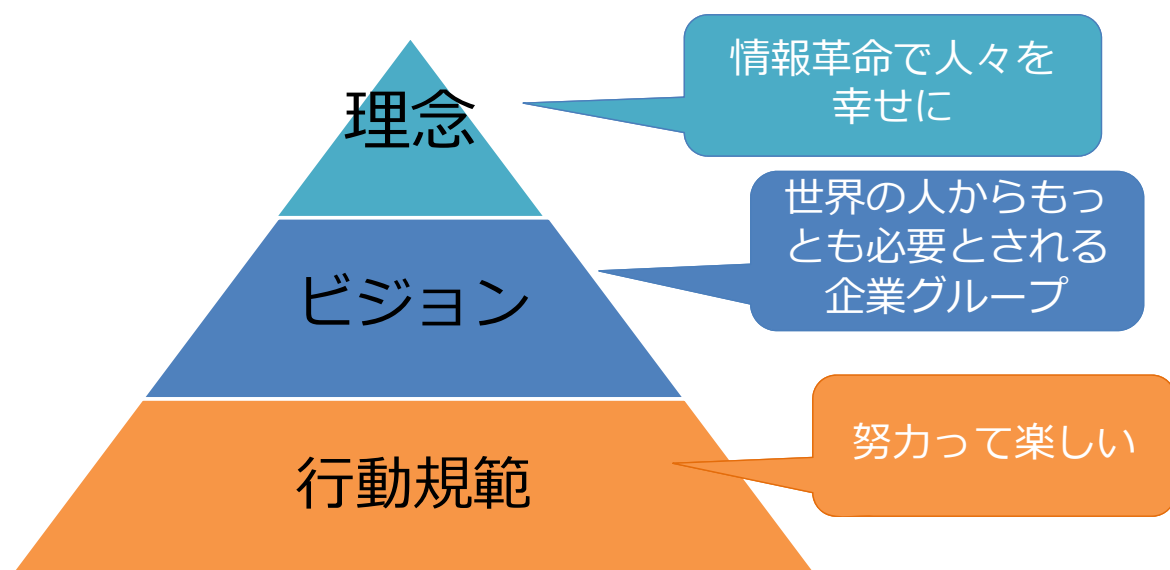 理念
情報革命で人々を
幸せに
ビジョン
世界の人からもっ
とも必要とされる
企業グループ
行動規範
努力って楽しい